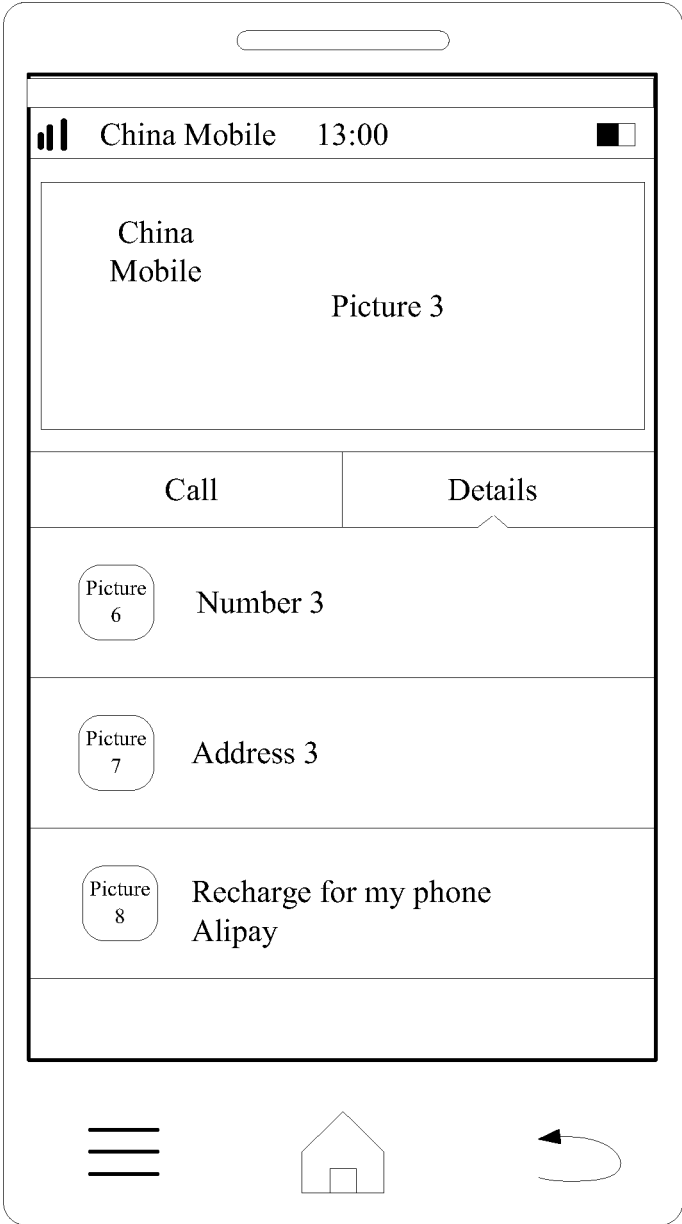 China Mobile 13:00
China
Mobile
Picture 3
Call Details
Picture
6
Number 3
Picture
7
Address 3
Picture
8
Recharge for my phone
Alipay